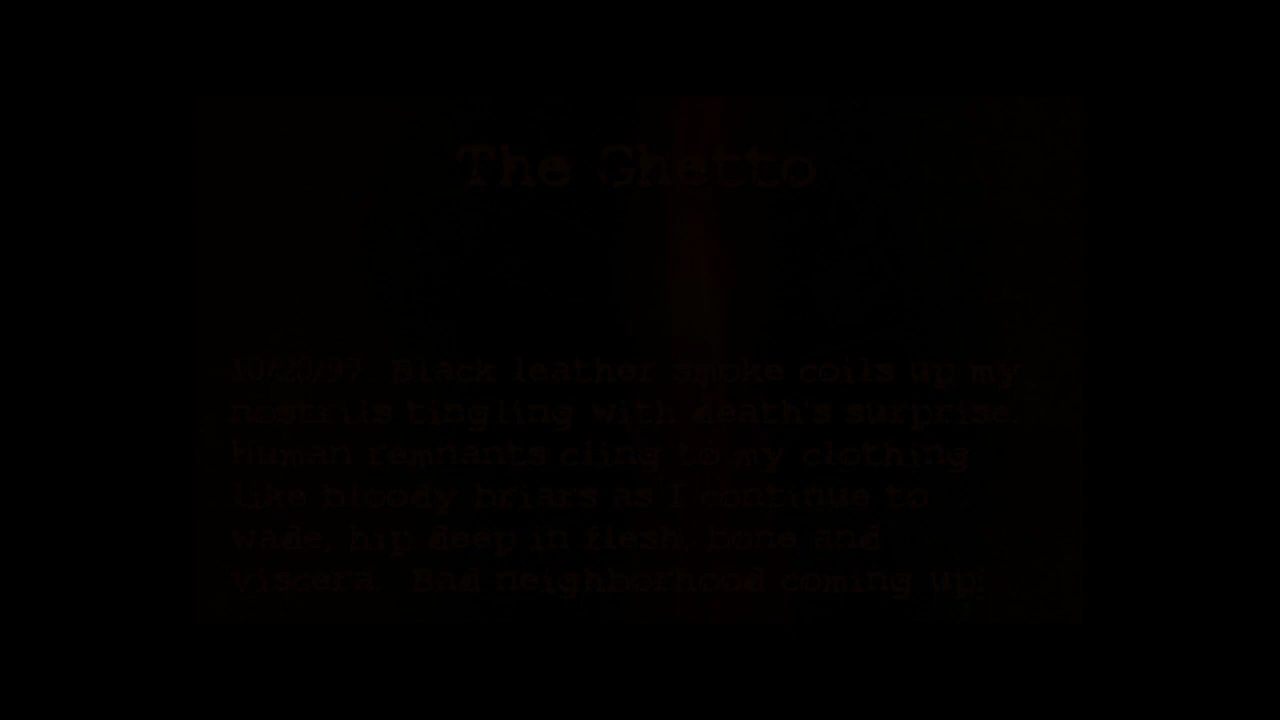 The Ghetto
Black leather smoke coils up my
nostrils tingling with death's surprise,
human remnants cling to my clothing
like bloody briars as I continue to
wade, hip deep in flesh, bone and
viscera. Bad neighborhood coming up.